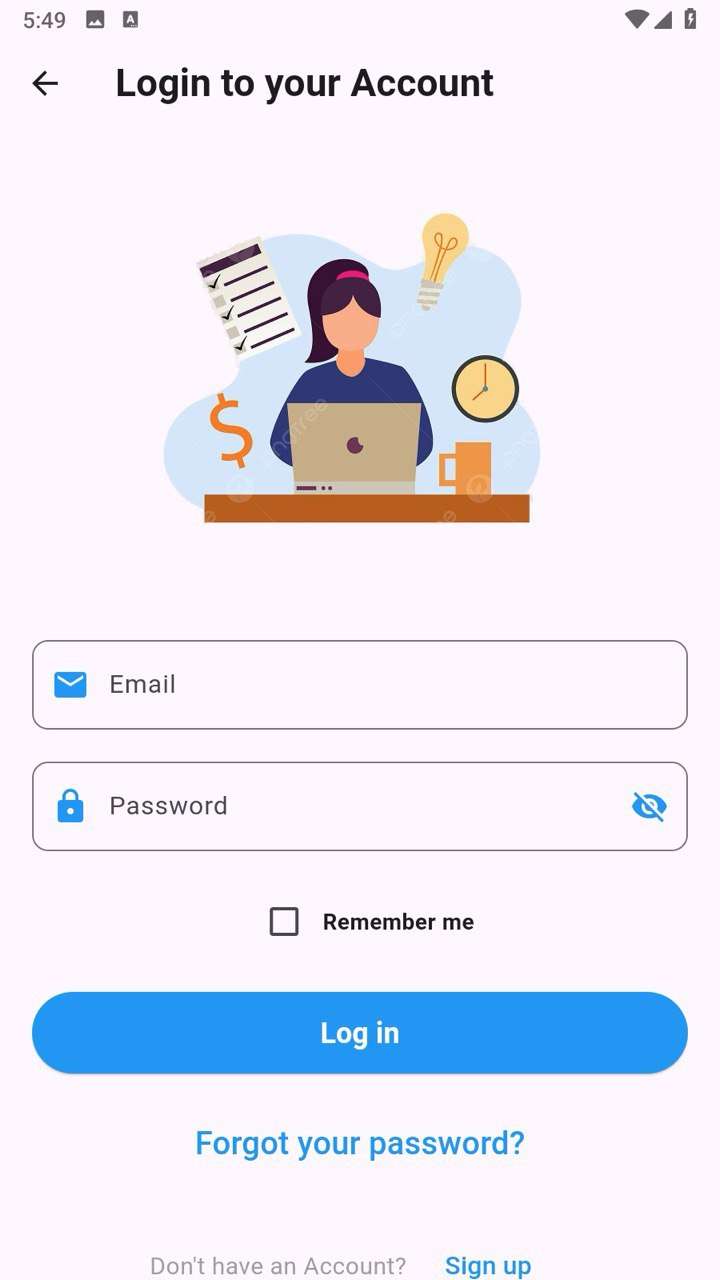 5:49
Login to your Account
pngtree
Email
Password
Remember me
Log in
Forgot your password?
Don't have an Account? Sign up